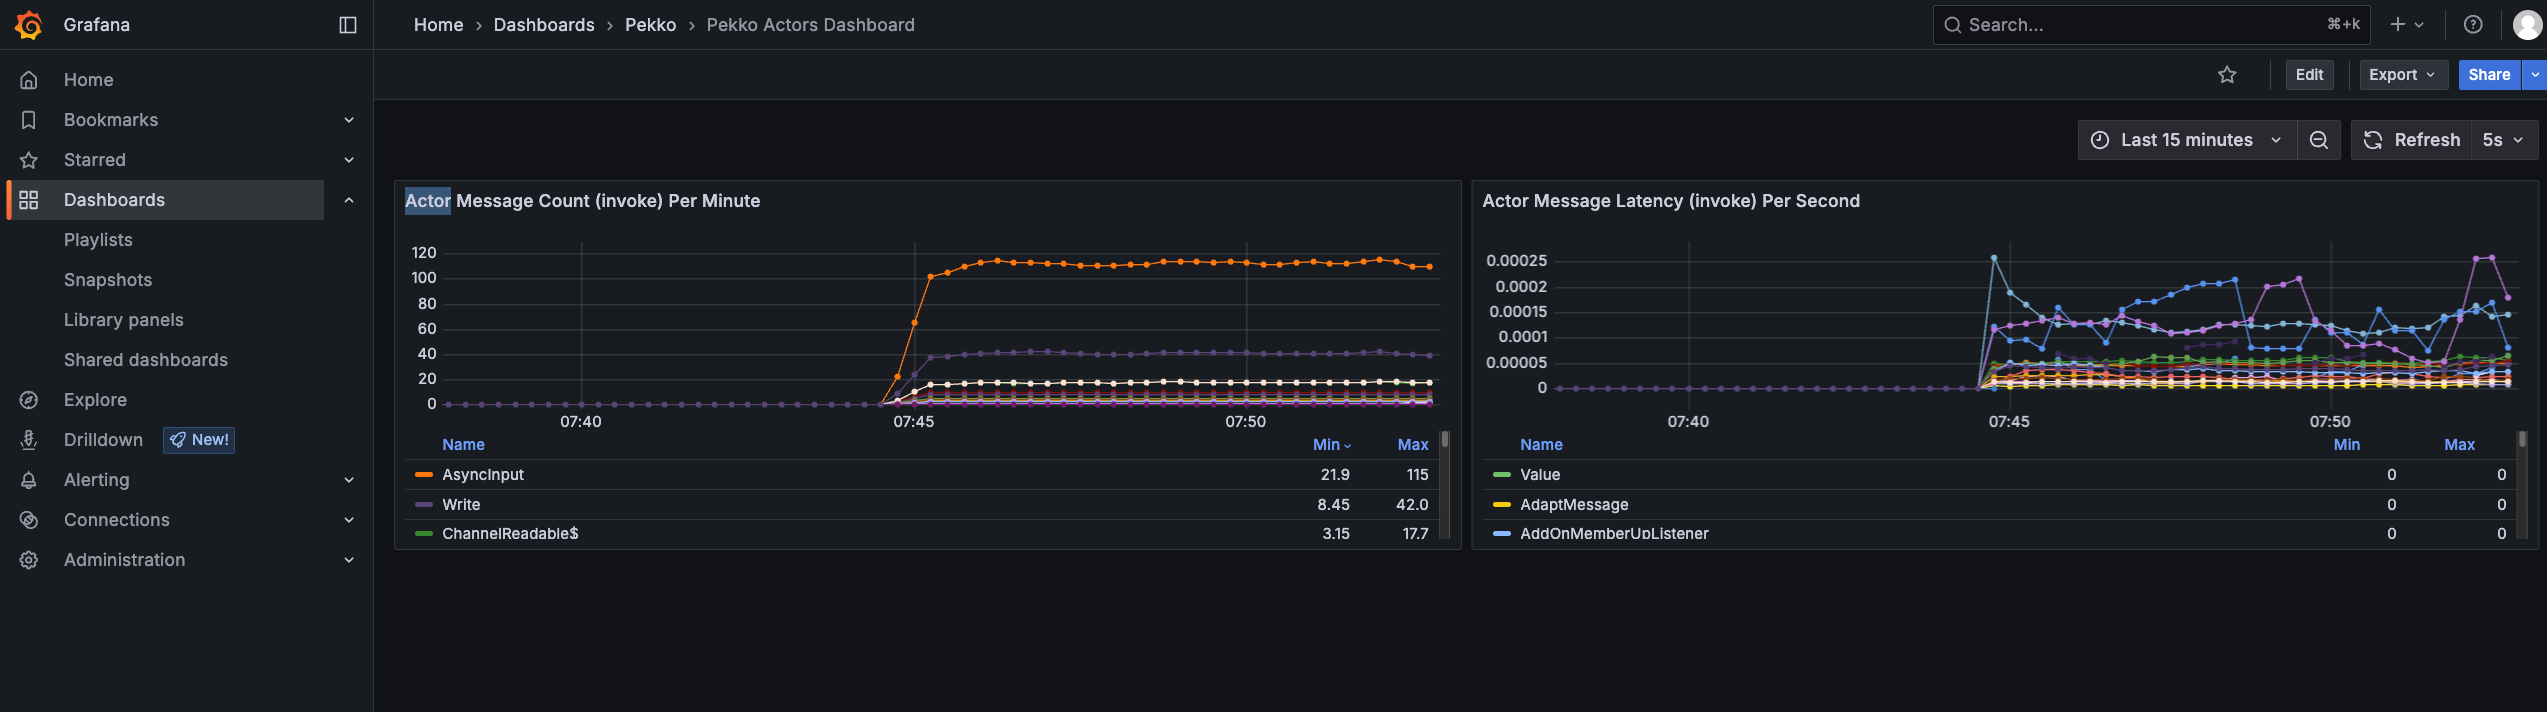 Grafana
Home › Dashboards › Pekko › Pekko Actors Dashboard
Search...
⌘+k
Edit
Export
Share
Home
Bookmarks
Starred
Dashboards
Playlists
Snapshots
Library panels
Shared dashboards
Explore
Drilldown
New!
Alerting
Connections
Administration
Last 15 minutes
Refresh
5s
Actor Message Count (invoke) Per Minute
120
100
80
60
40
20
0
07:40
07:45
07:50
Name Min Max
AsyncInput 21.9 115
Write 8.45 42.0
ChannelReadable$ 3.15 17.7
Actor Message Latency (invoke) Per Second
0.00025
0.0002
0.00015
0.0001
0.00005
0
07:40
07:45
07:50
Name Min Max
Value 0 0
AdaptMessage 0 0
AddOnMemberUpListener 0 0